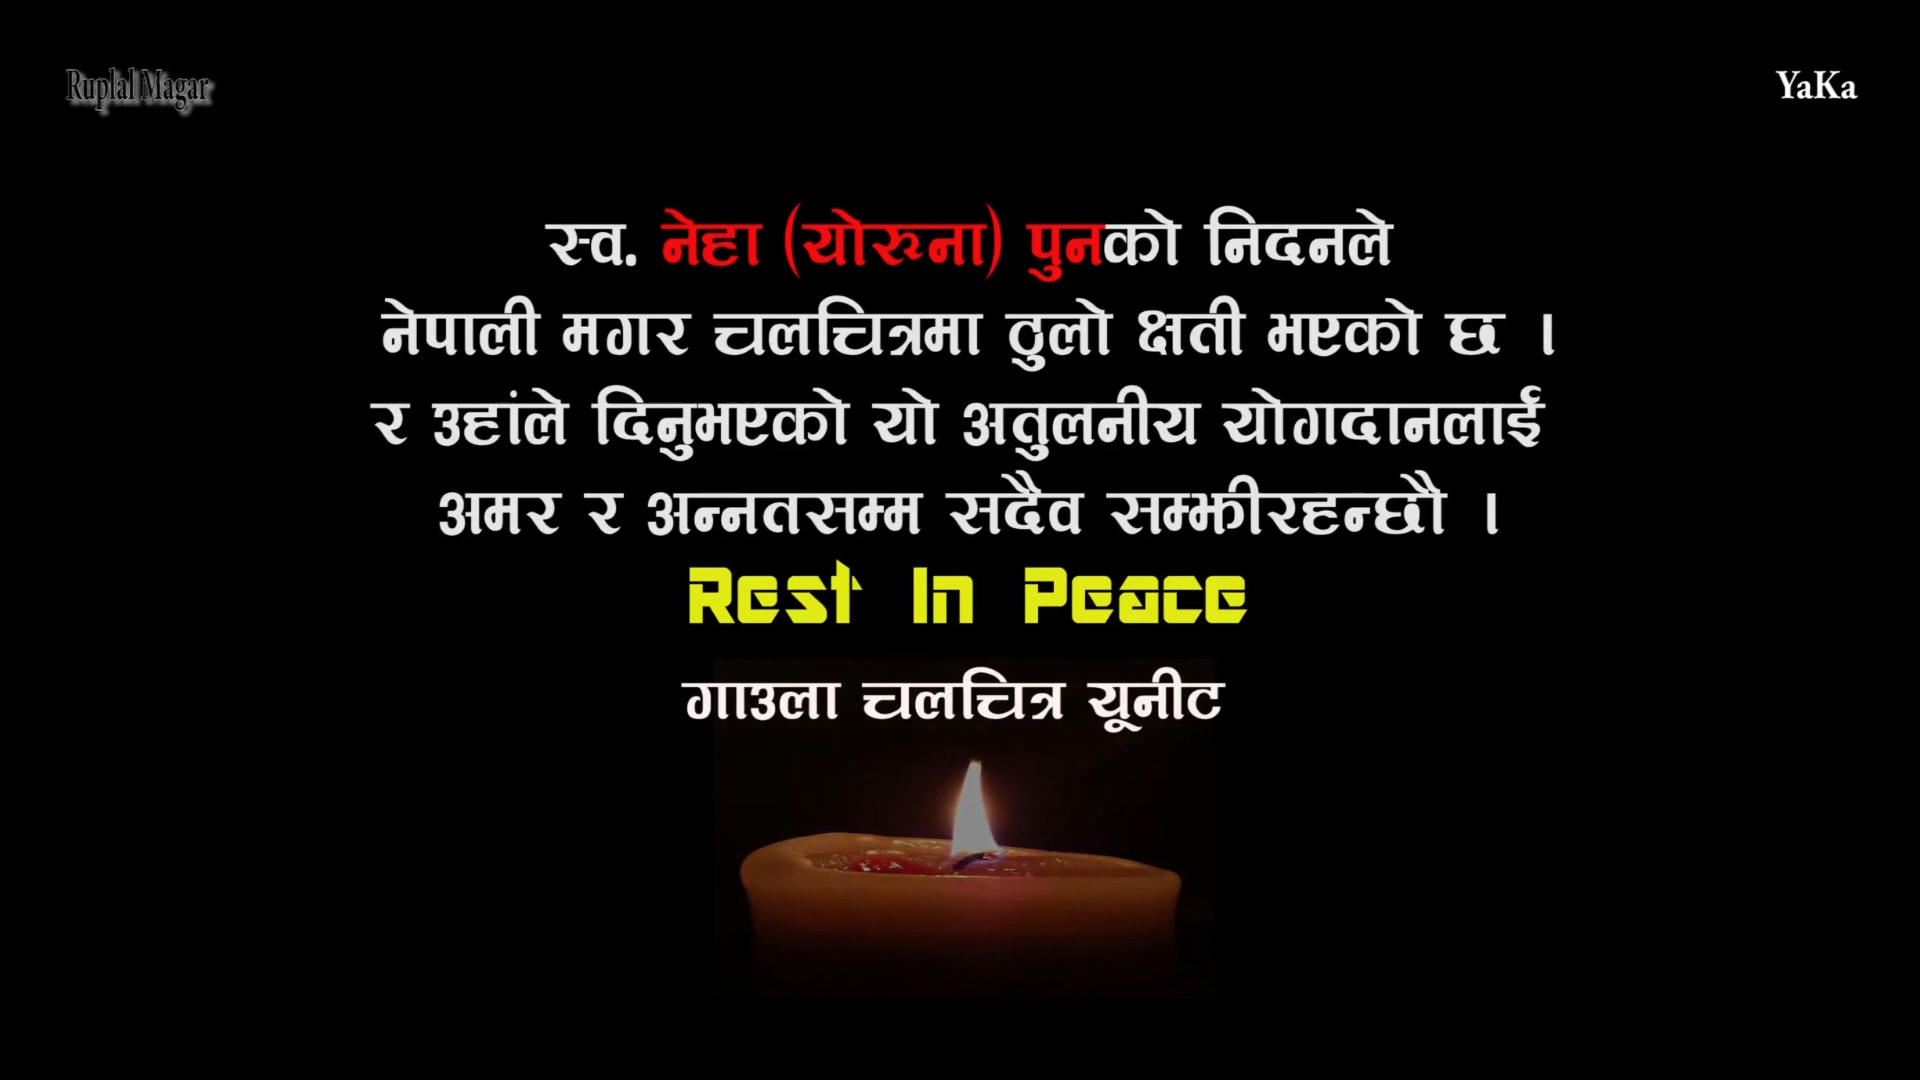 Ruplal Magar
YaKa
स्व. नेहा (योरुना) पुनको निदनले
नेपाली मगर चलचित्रमा ठुलो क्षती भएको छ ।
र उहांले दिनुभएको यो अतुलनीय योगदानलाई
अमर र अन्नतसम्म सदैव सम्झीरहन्छौ ।
Rest In Peace
गाउला चलचित्र यूनीट